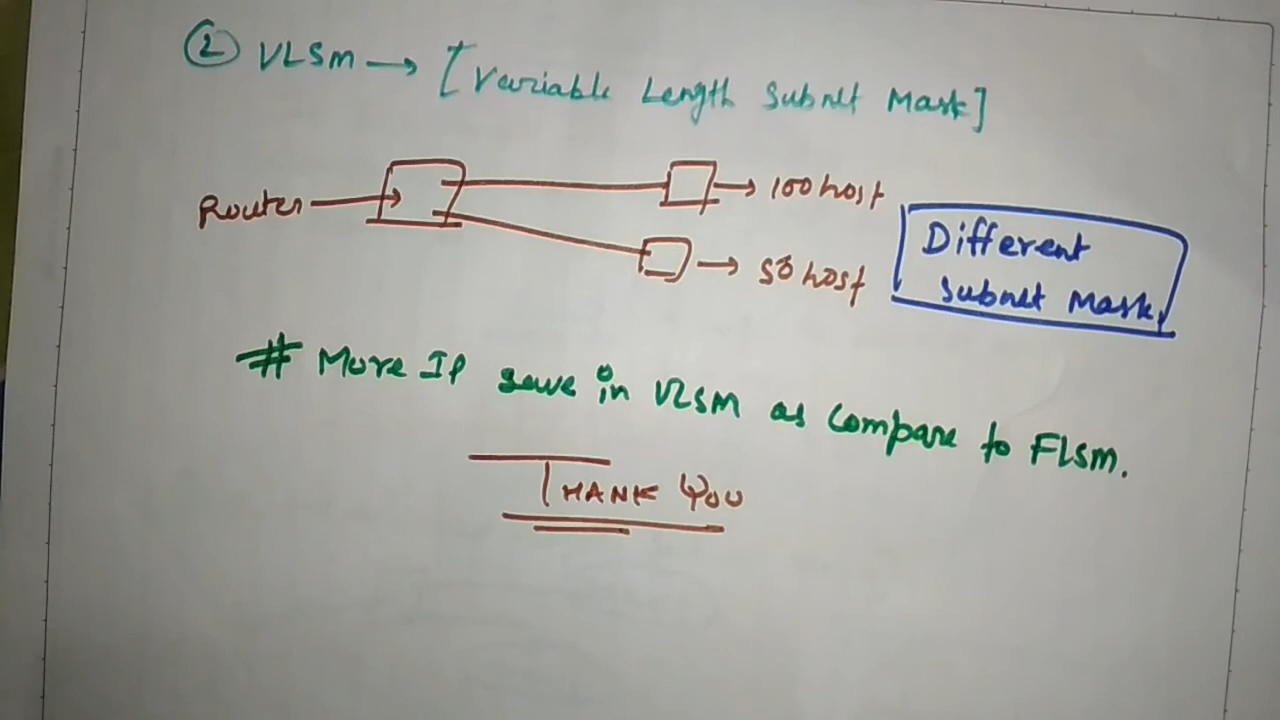 ② VLSM → [Variable Length Subnet Mask]
Router → → 100 host
→ 50 host
Different
Subnet Mask.
# More IP save in VLSM as compare to FLSM.
THANK YOU